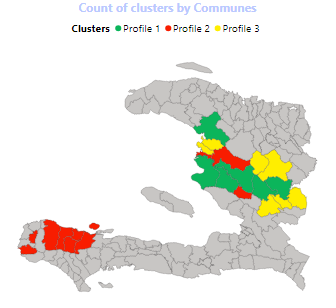 Count of clusters by Communes
Clusters Profile 1 Profile 2 Profile 3